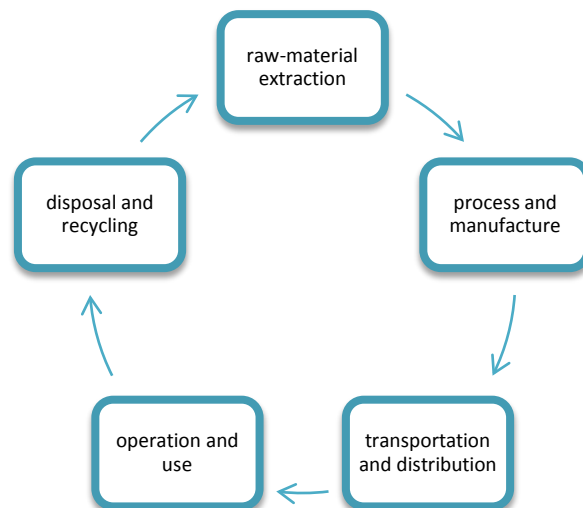 raw-material
extraction
process and
manufacture
transportation
and distribution
operation and
use
disposal and
recycling